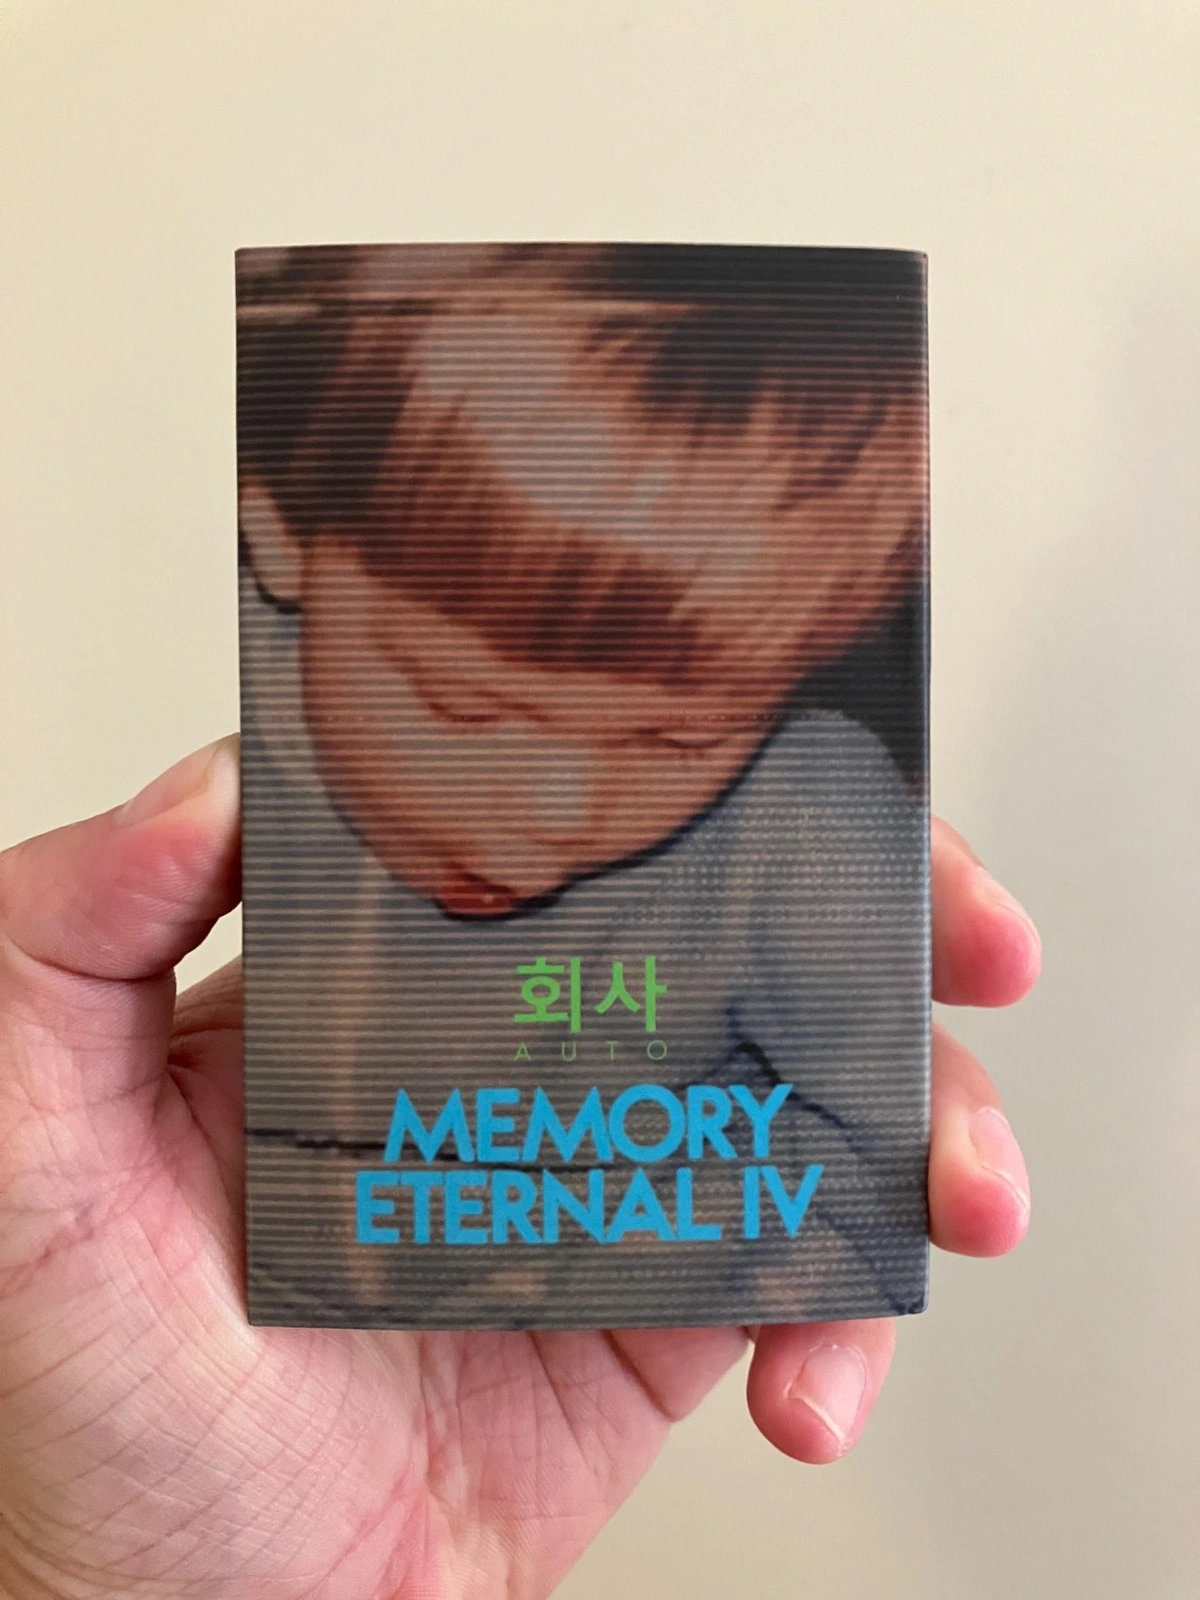 회사
AUTO
MEMORY
ETERNAL IV